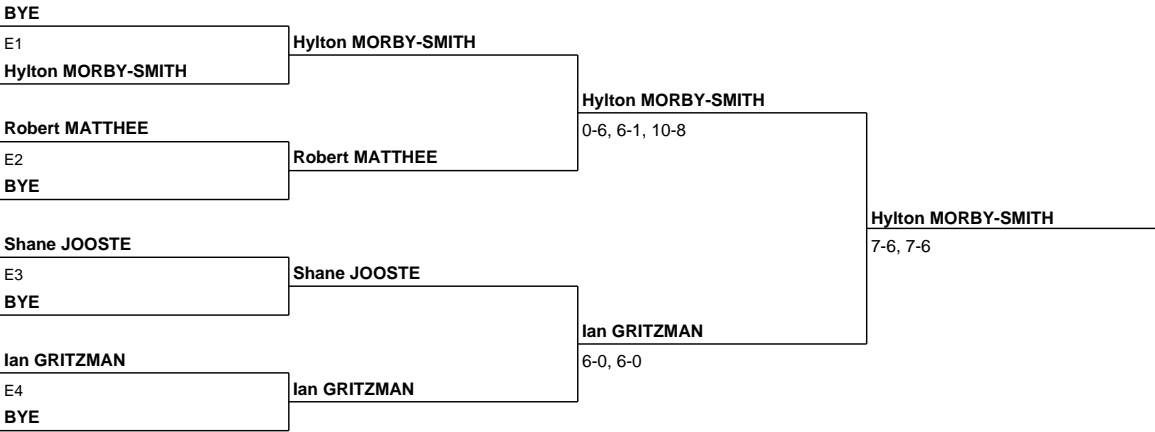 BYE
E1
Hylton MORBY-SMITH
Hylton MORBY-SMITH
Hylton MORBY-SMITH
0-6, 6-1, 10-8
Robert MATTHEE
E2
Robert MATTHEE
BYE
Hylton MORBY-SMITH
7-6, 7-6
Shane JOOSTE
E3
Shane JOOSTE
BYE
Ian GRITZMAN
6-0, 6-0
Ian GRITZMAN
E4
Ian GRITZMAN
BYE